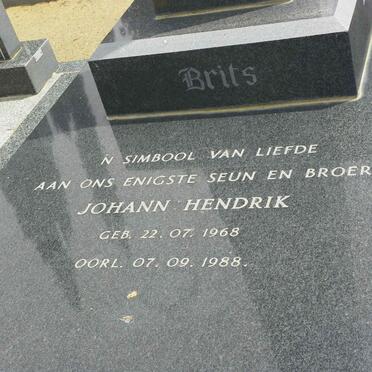 Brits
'N SIMBOOL VAN LIEFDE
AAN ONS ENIGSTE SEUN EN BROER
JOHANN HENDRIK
GEB. 22. 07. 1968
OORL. 07. 09. 1988.